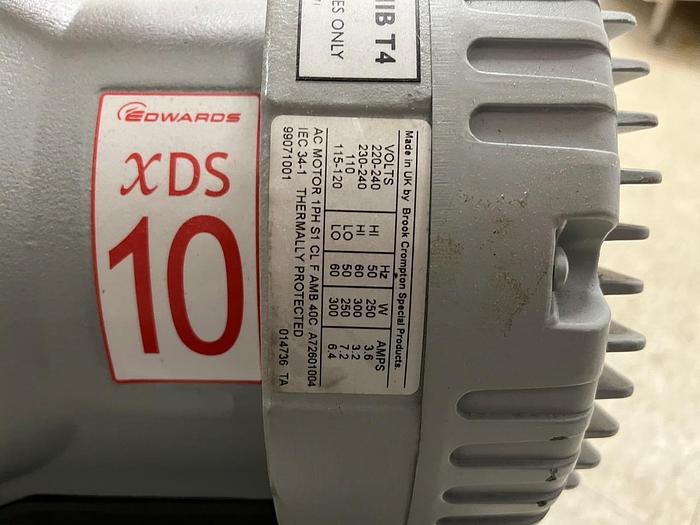 EDWARDS
XDS
10
IIB T4
ES ONLY
Made in UK by Brook Crompton Special Products.
VOLTS Hz W AMPS
220-240 HI 50 250 3.6
230-240 HI 60 300 3.2
110 LO 50 250 7.2
115-120 LO 60 300 6.4
AC MOTOR 1PH S1 CL F AMB 40C A72601004
IEC 34-1 THERMALLY PROTECTED
99071001 014736 TA